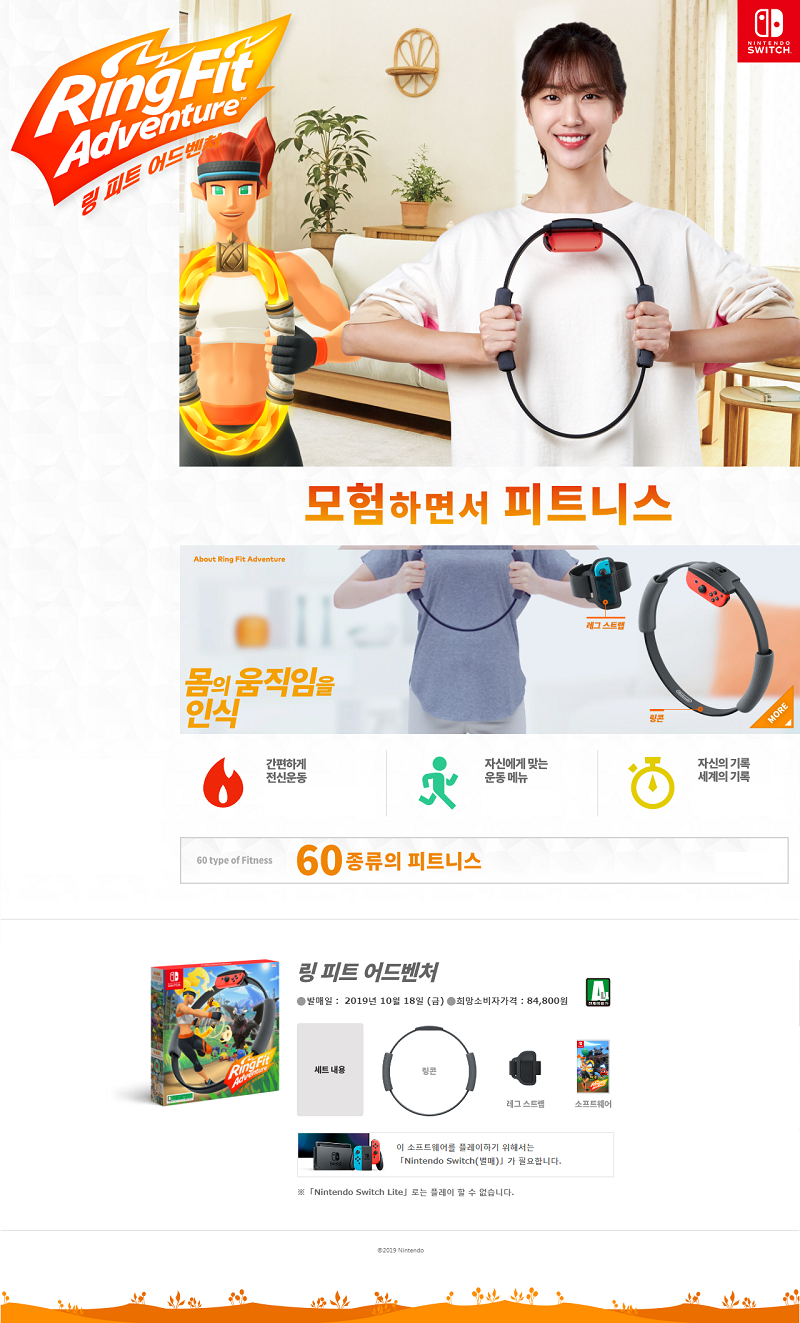 RingFit
Adventure™
링 피트 어드벤처
NINTENDO
SWITCH
모험하면서 피트니스
About Ring Fit Adventure
레그 스트랩
몸의 움직임을
인식
링콘
MORE
간편하게
전신운동
자신에게 맞는
운동 메뉴
자신의 기록
세계의 기록
60 type of Fitness
60종류의 피트니스
링 피트 어드벤처
●발매일 : 2019년 10월 18일 (금) ●희망소비자가격 : 84,800원
RingFit
Adventure
세트 내용
링콘
레그 스트랩
소프트웨어
이 소프트웨어를 플레이하기 위해서는
「Nintendo Switch(별매)」가 필요합니다.
※「Nintendo Switch Lite」로는 플레이 할 수 없습니다.
©2019 Nintendo